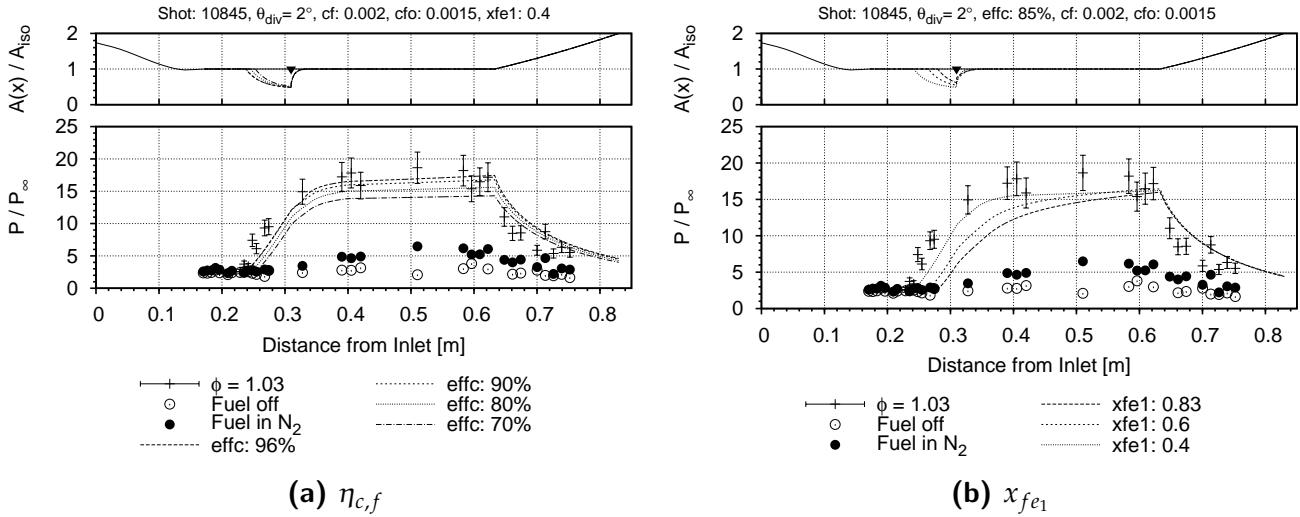 Shot: 10845, θdiv= 2°, cf: 0.002, cfo: 0.0015, xfe1: 0.4
A(x) / Aiso
2
1
0
25
20
15
10
5
0
P / P∞
0 0.1 0.2 0.3 0.4 0.5 0.6 0.7 0.8
Distance from Inlet [m]
ϕ = 1.03
Fuel off
Fuel in N2
effc: 96%
effc: 90%
effc: 80%
effc: 70%
(a) ηc,f
Shot: 10845, θdiv= 2°, effc: 85%, cf: 0.002, cfo: 0.0015
A(x) / Aiso
2
1
0
25
20
15
10
5
0
P / P∞
0 0.1 0.2 0.3 0.4 0.5 0.6 0.7 0.8
Distance from Inlet [m]
ϕ = 1.03
Fuel off
Fuel in N2
xfe1: 0.83
xfe1: 0.6
xfe1: 0.4
(b) xfe1